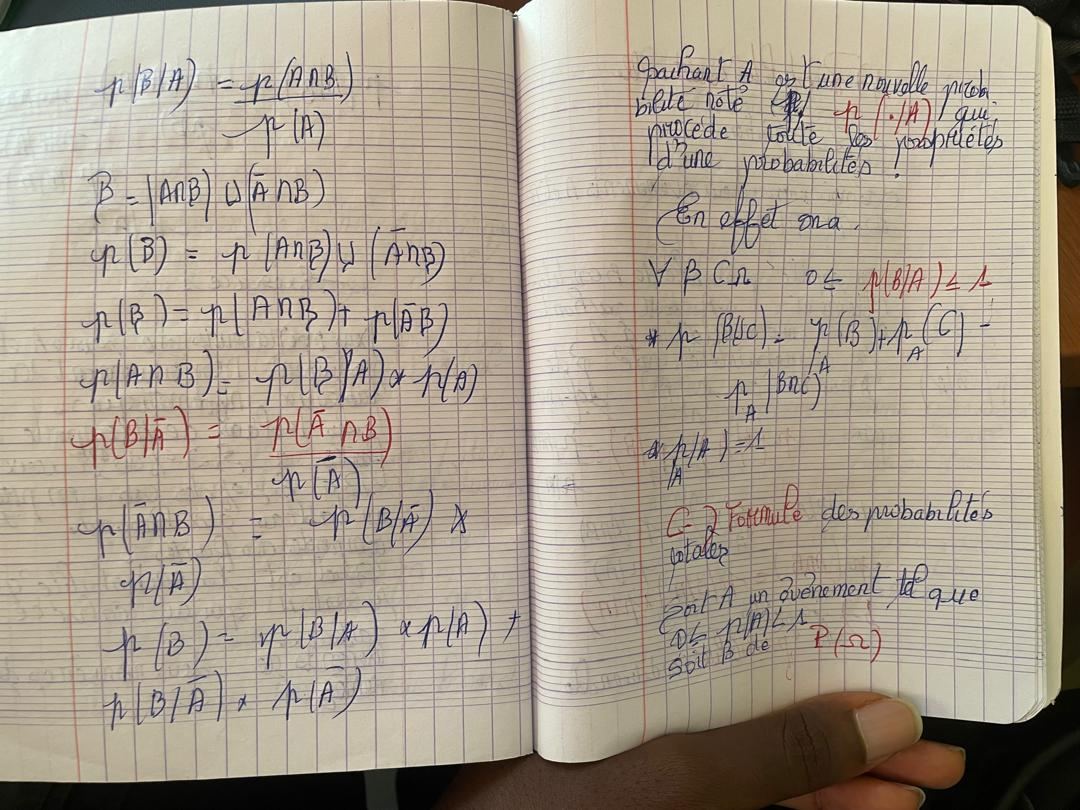 p(B/A) = p(A∩B)
p(A)
B = (A∩B) ∪ (Ā∩B)
p(B) = p(A∩B) ∪ (Ā∩B)
p(B) = p(A∩B) + p(ĀB)
p(A∩B) = p(B/A) × p(A)
p(B/Ā) = p(Ā∩B)
p(Ā)
p(Ā∩B) = p(B/Ā) ×
p(Ā)
p(B) = p(B/A) × p(A) +
p(B/Ā) × p(Ā)
Sachant A est une nouvelle proba
bilité noté p(·/A) qui
procède toute les propriétés
d'une probabilités !
En effet on a.
∀ B ⊂ Ω 0 ≤ p(B/A) ≤ 1
* p (B∪C) = p_A(B) + p_A(C) -
p_A(B∩C)
* p_A(A) = 1
C-) Formule des probabilités
totales
Soit A un évènement tel que
0 ≤ p(A) < 1
Soit B de P(Ω)